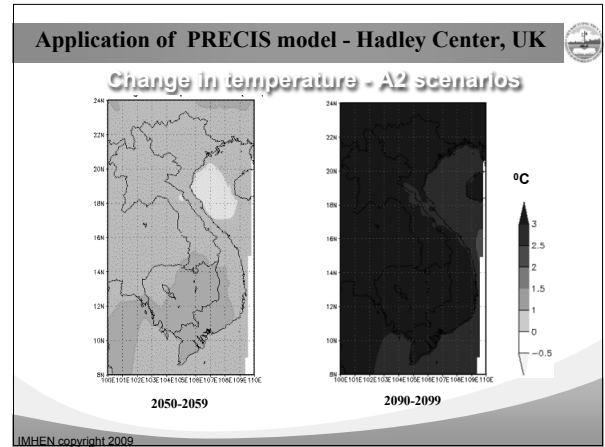 Application of PRECIS model - Hadley Center, UK
Change in temperature - A2 scenarios
24N
22N
20N
18N
16N
14N
12N
10N
8N
100E 101E 102E 103E 104E 105E 106E 107E 108E 109E 110E
2050-2059
24N
22N
20N
18N
16N
14N
12N
10N
8N
100E 101E 102E 103E 104E 105E 106E 107E 108E 109E 110E
2090-2099
⁰C
3
2.5
2
1.5
1
0
−0.5
IMHEN copyright 2009